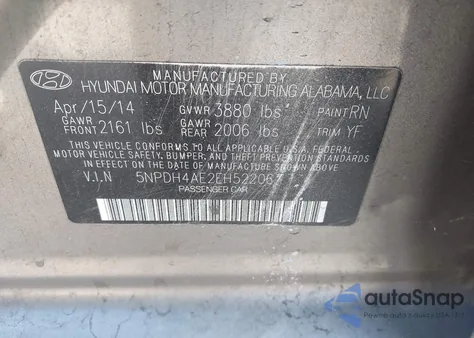 MANUFACTURED BY
HYUNDAI MOTOR MANUFACTURING ALABAMA, LLC
Apr/15/14 GVWR 3880 lbs PAINT RN
GAWR FRONT 2161 lbs GAWR REAR 2006 lbs TRIM YF
THIS VEHICLE CONFORMS TO ALL APPLICABLE FEDERAL
MOTOR VEHICLE SAFETY, BUMPER, AND THEFT PREVENTION
STANDARDS IN EFFECT ON THE DATE OF MANUFACTURE
SHOWN ABOVE.
V.I.N
PASSENGER CAR
autoSnap